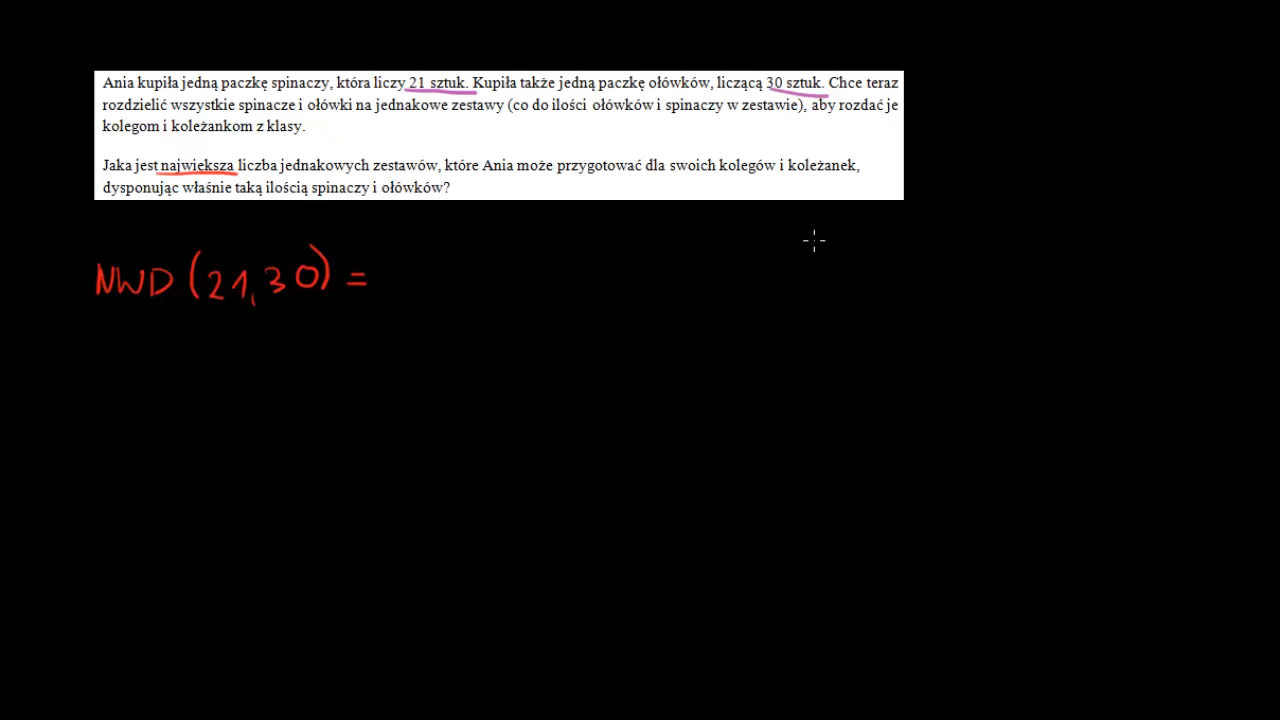 Ania kupiła jedną paczkę spinaczy, która liczy 21 sztuk. Kupiła także jedną paczkę ołówków, liczącą 30 sztuk. Chce teraz
rozdzielić wszystkie spinacze i ołówki na jednakowe zestawy (co do ilości ołówków i spinaczy w zestawie), aby rozdać je
kolegom i koleżankom z klasy.
Jaka jest największa liczba jednakowych zestawów, które Ania może przygotować dla swoich kolegów i koleżanek,
dysponując właśnie taką ilością spinaczy i ołówków?
NWD (21,30) =